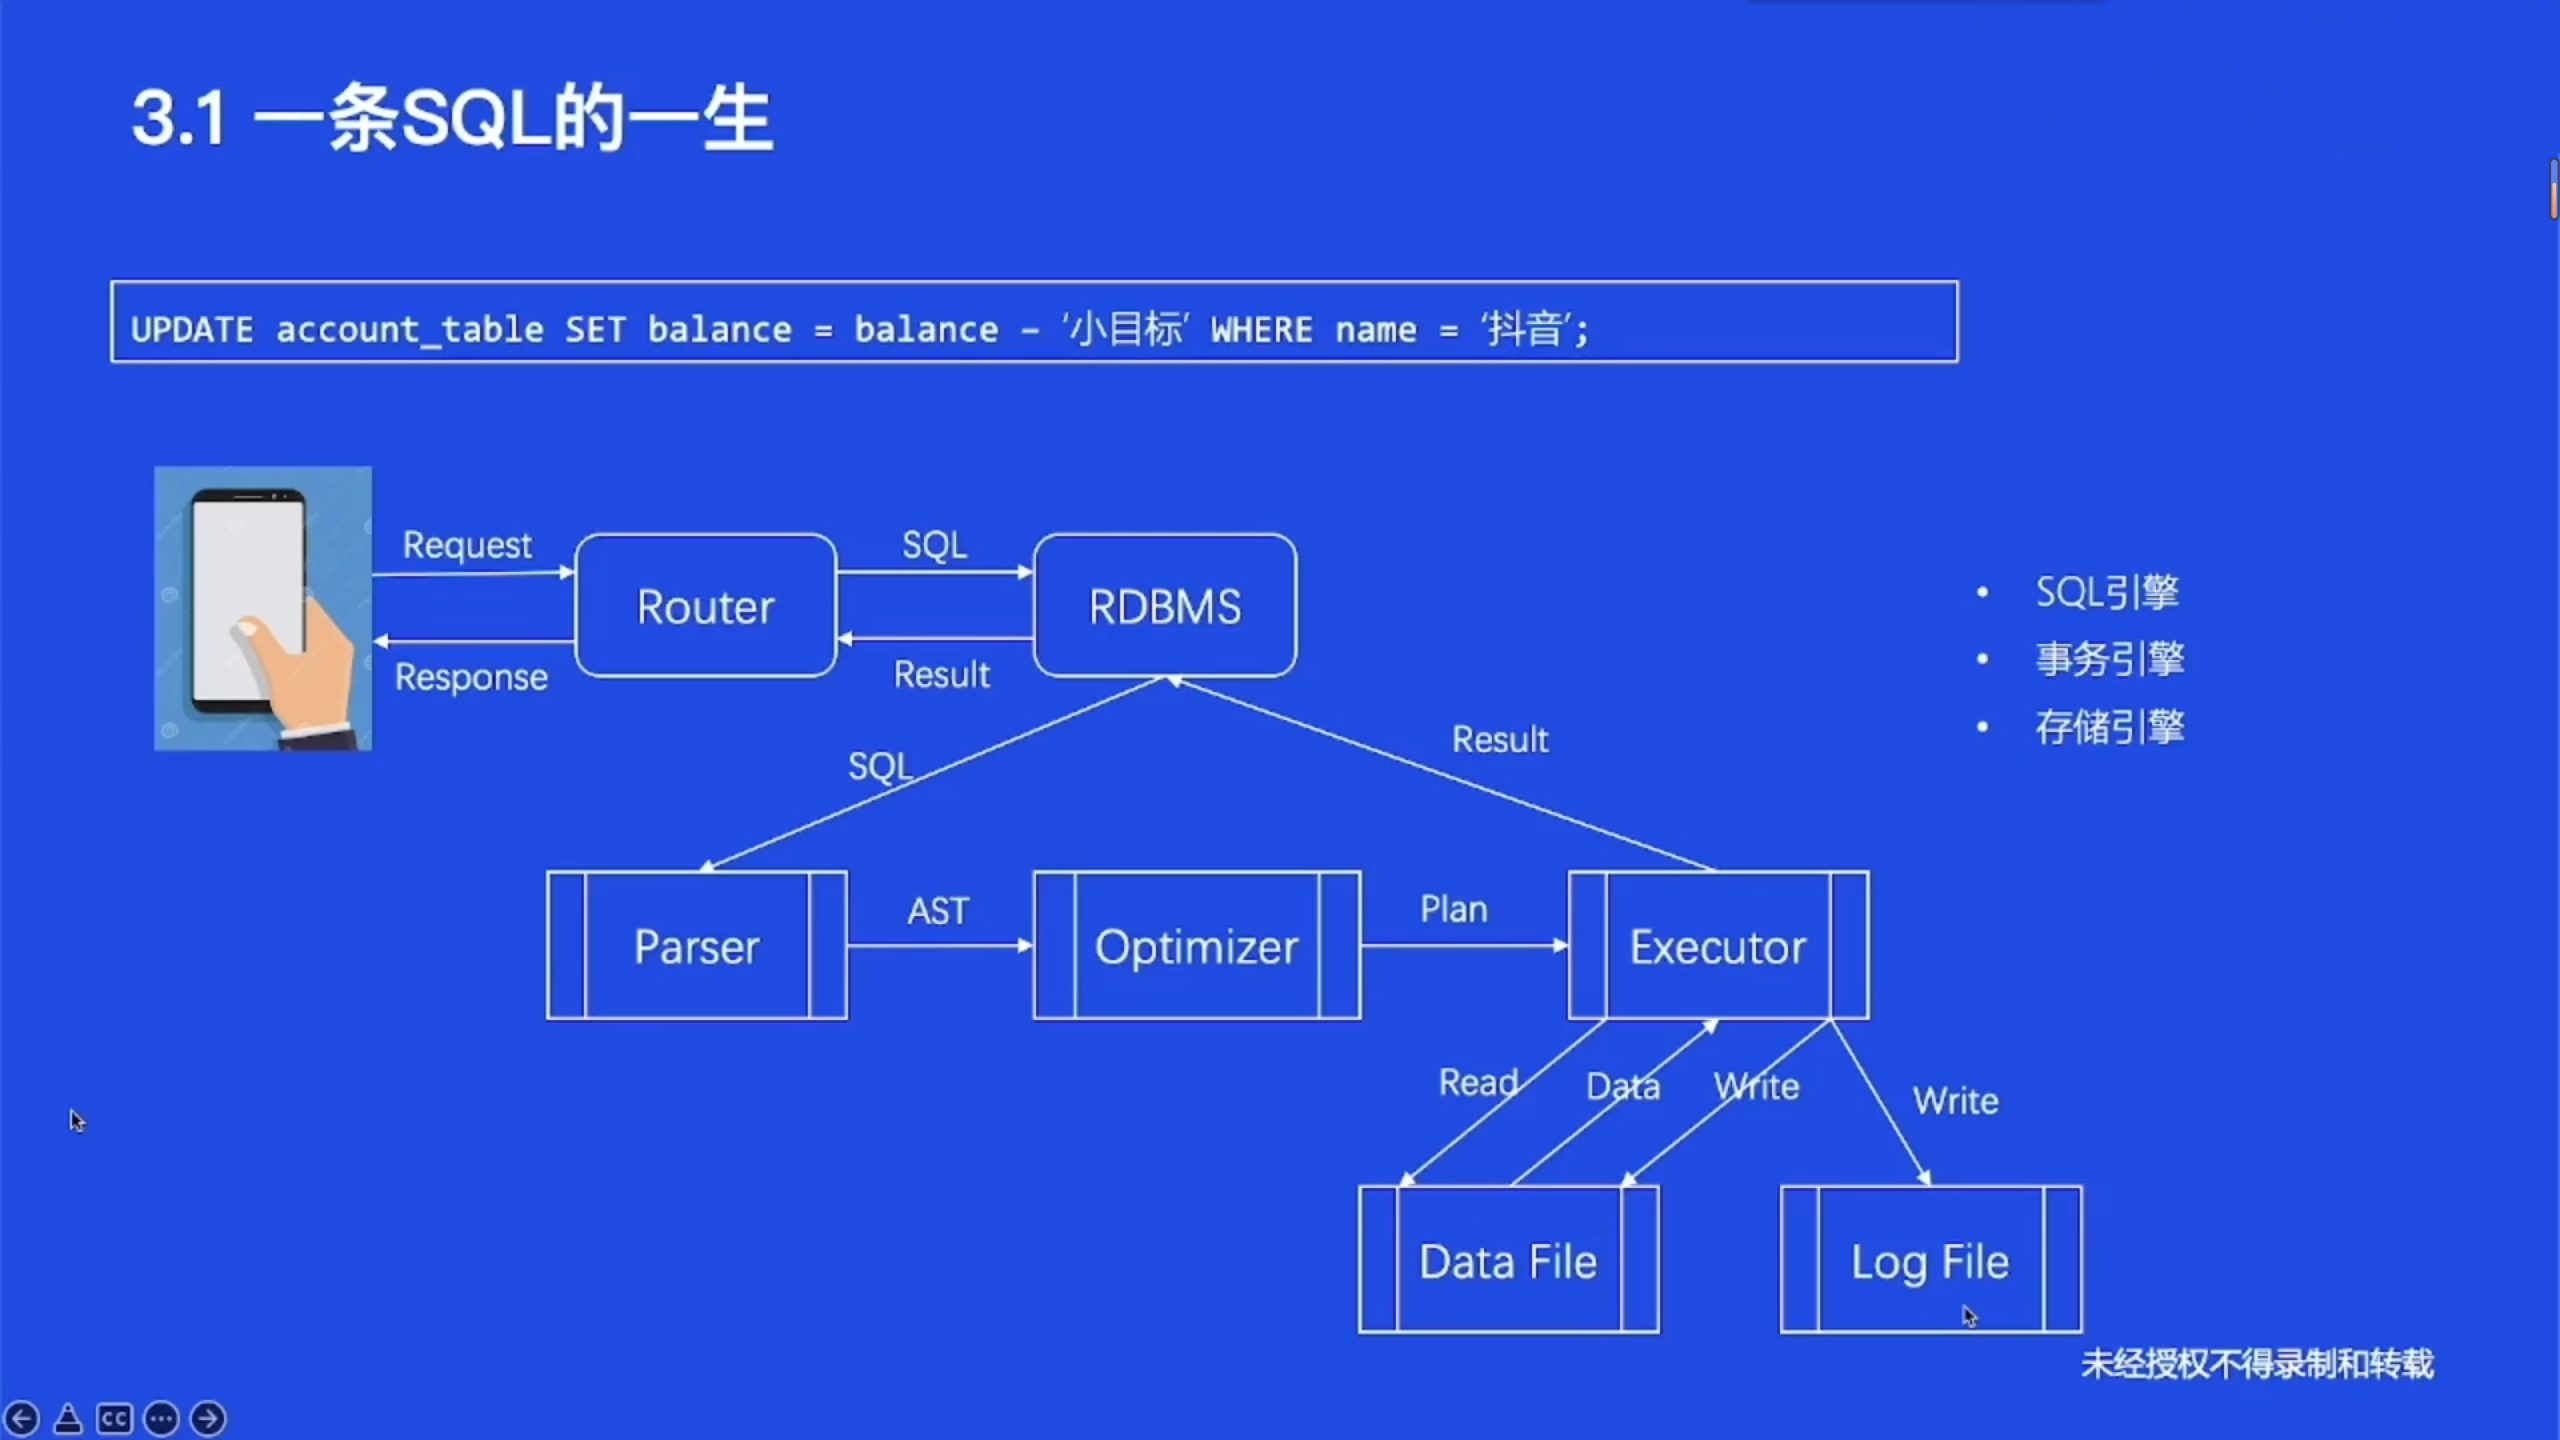 3.1 一条SQL的一生
UPDATE account_table SET balance = balance – ‘小目标’ WHERE name = ‘抖音’;
Request
Response
Router
SQL
Result
RDBMS
• SQL引擎
• 事务引擎
• 存储引擎
SQL
Result
Parser
AST
Optimizer
Plan
Executor
Read
Data
Write
Write
Data File
Log File
未经授权不得录制和转载
CC